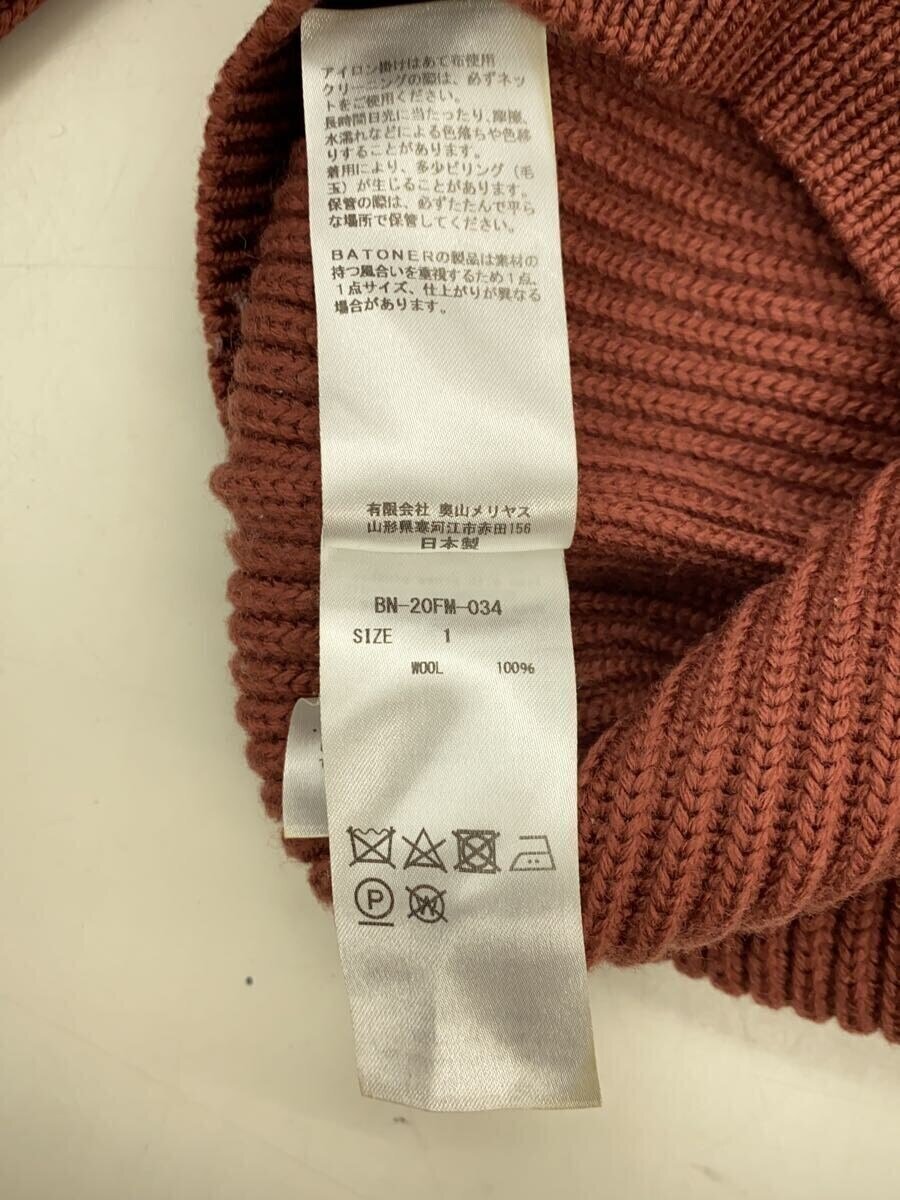 アイロン掛けはあて布使用
クリーニングの際は、必ずネッ
トをご使用ください。
長時間日光に当たったり、摩擦、
水濡れなどによる色落ちや色移
りすることがあります。
着用により、多少ピリング（毛
玉）が生じることがあります。
保管の際は、必ずたたんで平ら
な場所で保管してください。
BATONERの製品は素材の
持つ風合いを重視するため１点、
１点サイズ、仕上がりが異なる
場合があります。
有限会社 奥山メリヤス
山形県寒河江市赤田156
日本製
BN-20FM-034
SIZE 1
WOOL 100%
P
W